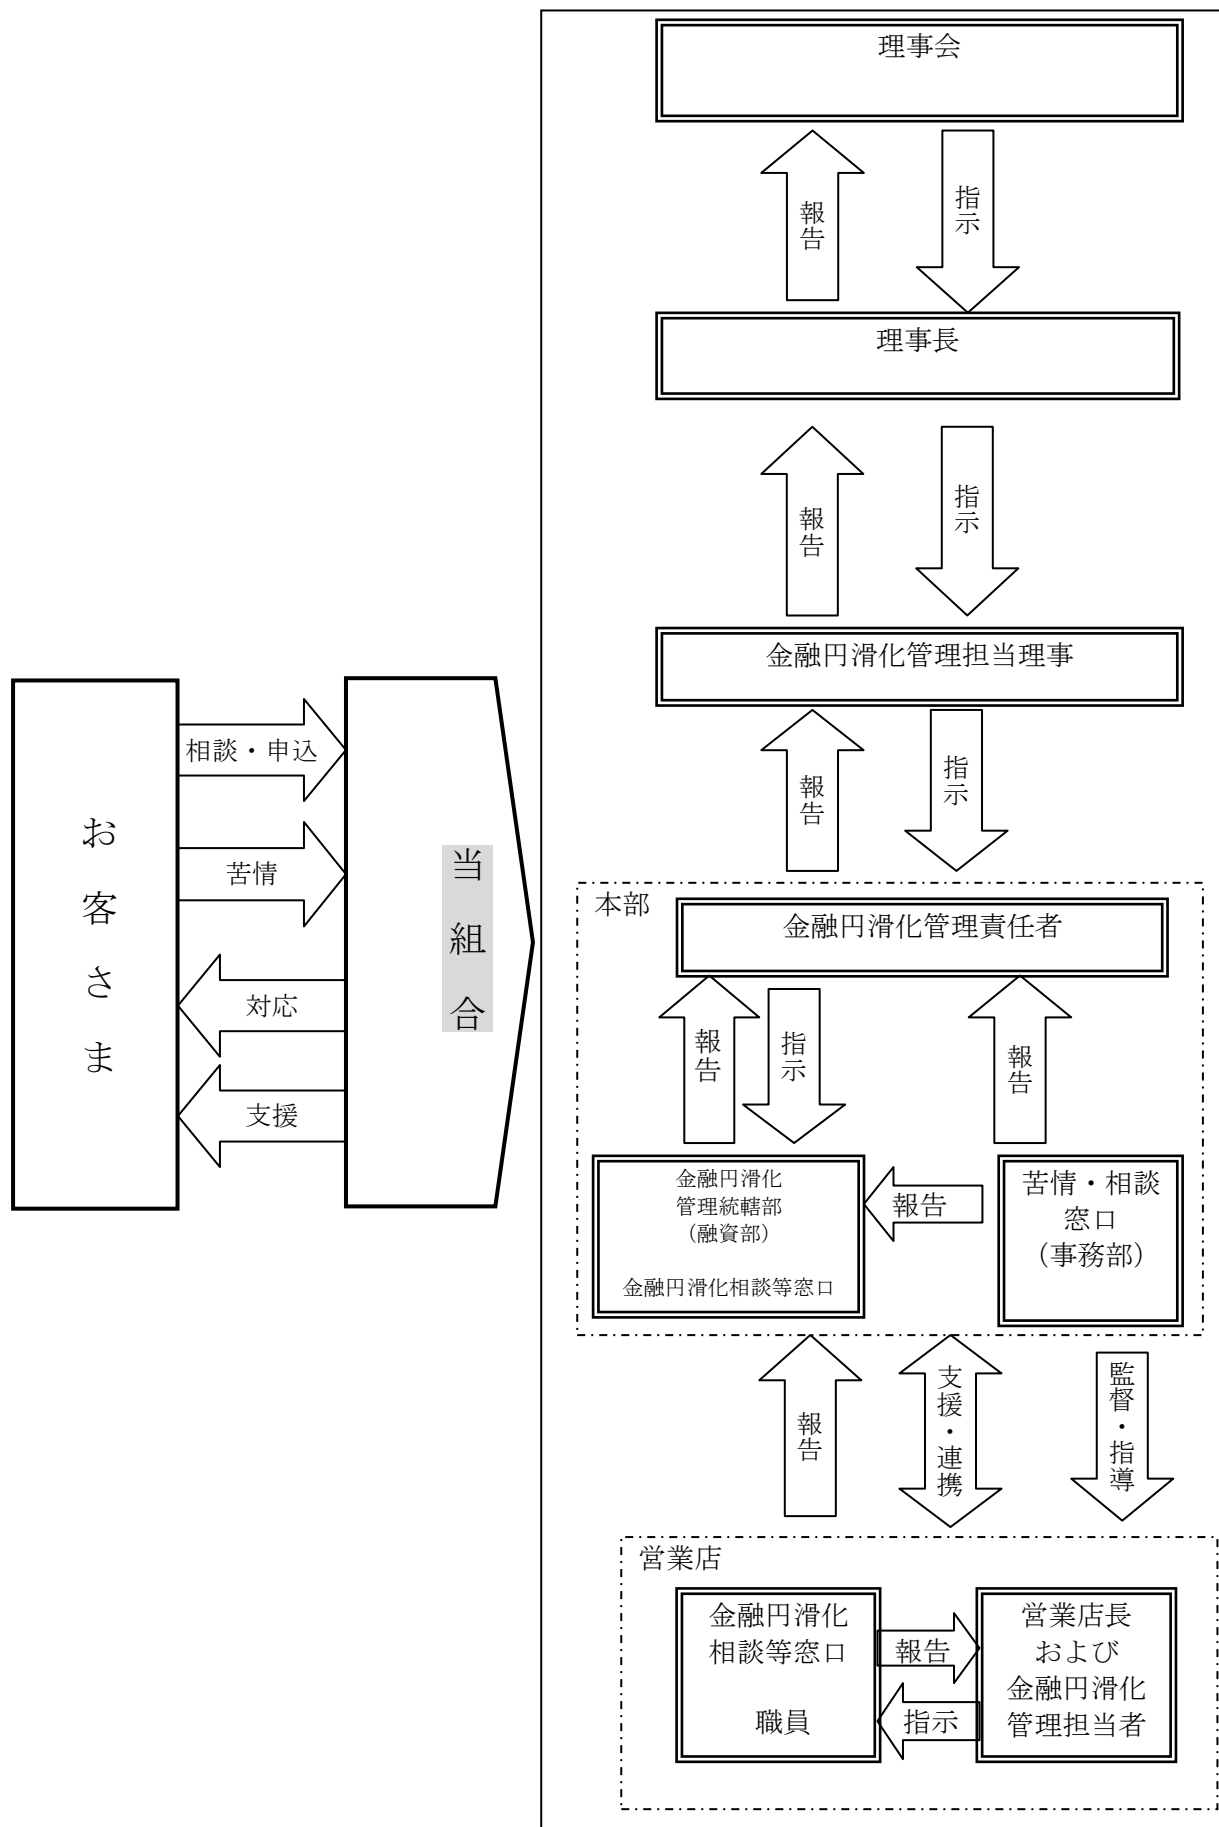 理事会
報告
指示
理事長
報告
指示
金融円滑化管理担当理事
報告
指示
お客さま
相談・申込
苦情
対応
支援
当組合
本部
金融円滑化管理責任者
報告
指示
報告
金融円滑化
管理統轄部
（融資部）
金融円滑化相談等窓口
報告
苦情・相談
窓口
（事務部）
報告
支援・連携
監督・指導
営業店
金融円滑化
相談等窓口
職員
報告
指示
営業店長
および
金融円滑化
管理担当者